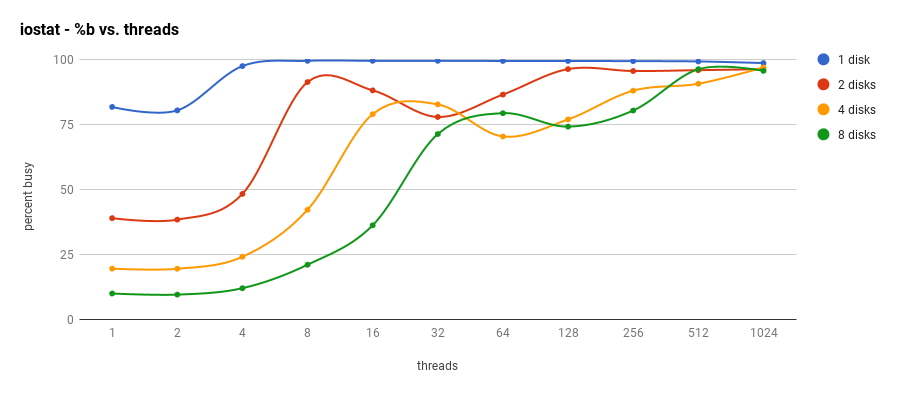 iostat - %b vs. threads
100
75
50
25
0
percent busy
1 2 4 8 16 32 64 128 256 512 1024
threads
1 disk
2 disks
4 disks
8 disks